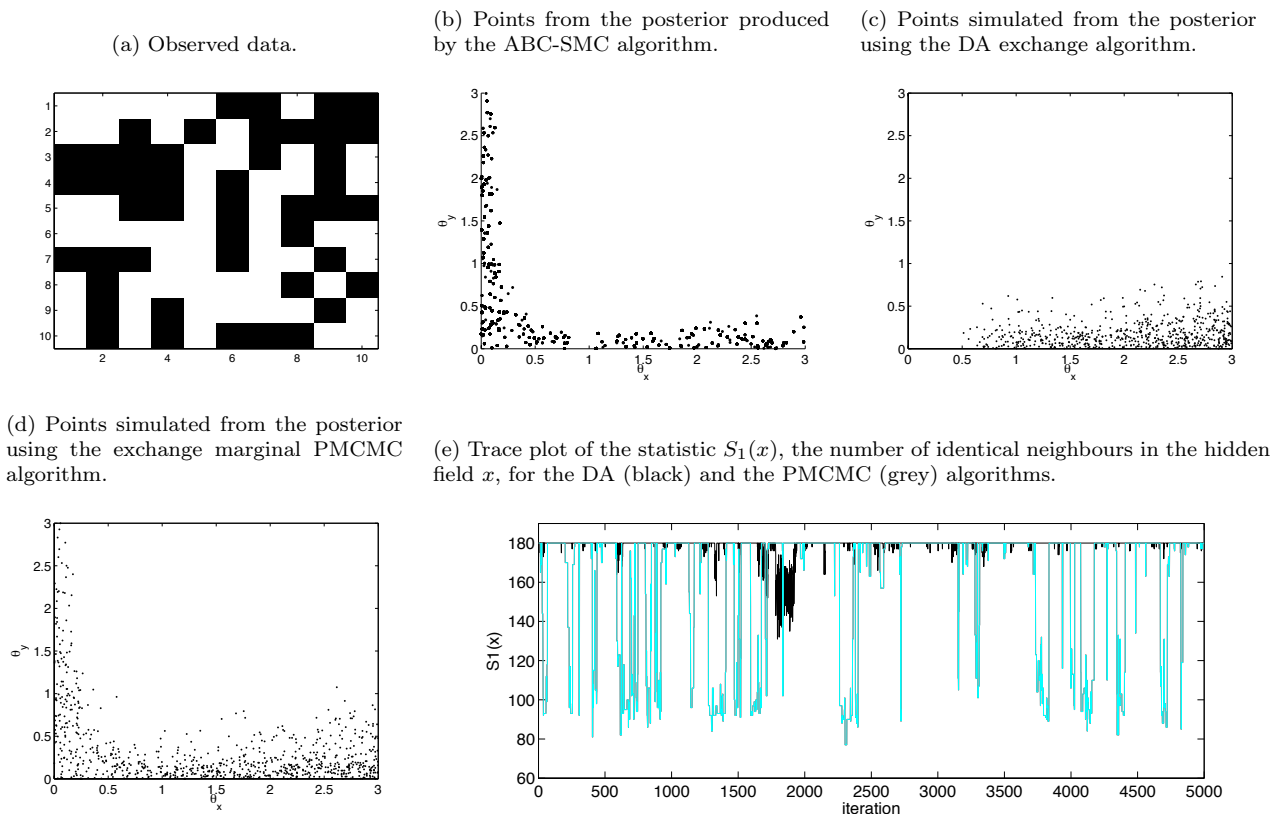 (a) Observed data.
(b) Points from the posterior produced
by the ABC-SMC algorithm.
(c) Points simulated from the posterior
using the DA exchange algorithm.
1
2
3
4
5
6
7
8
9
10
2 4 6 8 10
3
2.5
2
1.5
1
0.5
0
θy
0 0.5 1 1.5 2 2.5 3
θx
3
2.5
2
1.5
1
0.5
0
θy
0 0.5 1 1.5 2 2.5 3
θx
(d) Points simulated from the posterior
using the exchange marginal PMCMC
algorithm.
(e) Trace plot of the statistic S1(x), the number of identical neighbours in the hidden
field x, for the DA (black) and the PMCMC (grey) algorithms.
3
2.5
2
1.5
1
0.5
0
θy
0 0.5 1 1.5 2 2.5 3
θx
180
160
140
120
100
80
60
S1(x)
0 500 1000 1500 2000 2500 3000 3500 4000 4500 5000
iteration